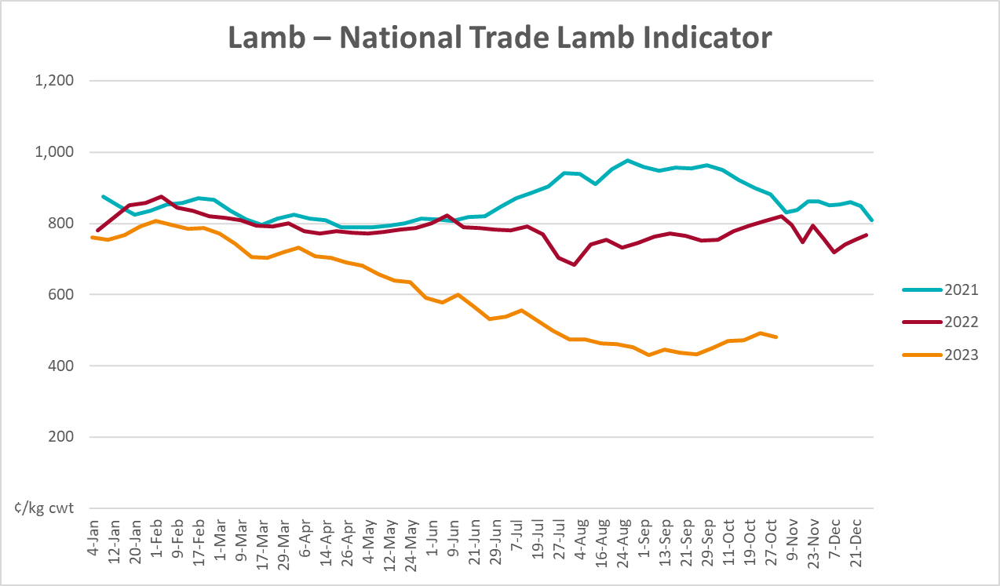 Lamb – National Trade Lamb Indicator
1,200
1,000
800
600
400
200
¢/kg cwt
4-Jan
12-Jan
20-Jan
1-Feb
9-Feb
17-Feb
1-Mar
9-Mar
17-Mar
29-Mar
6-Apr
14-Apr
26-Apr
4-May
12-May
24-May
1-Jun
9-Jun
21-Jun
29-Jun
7-Jul
19-Jul
27-Jul
4-Aug
16-Aug
24-Aug
1-Sep
13-Sep
21-Sep
29-Sep
11-Oct
19-Oct
27-Oct
9-Nov
23-Nov
7-Dec
21-Dec
2021
2022
2023